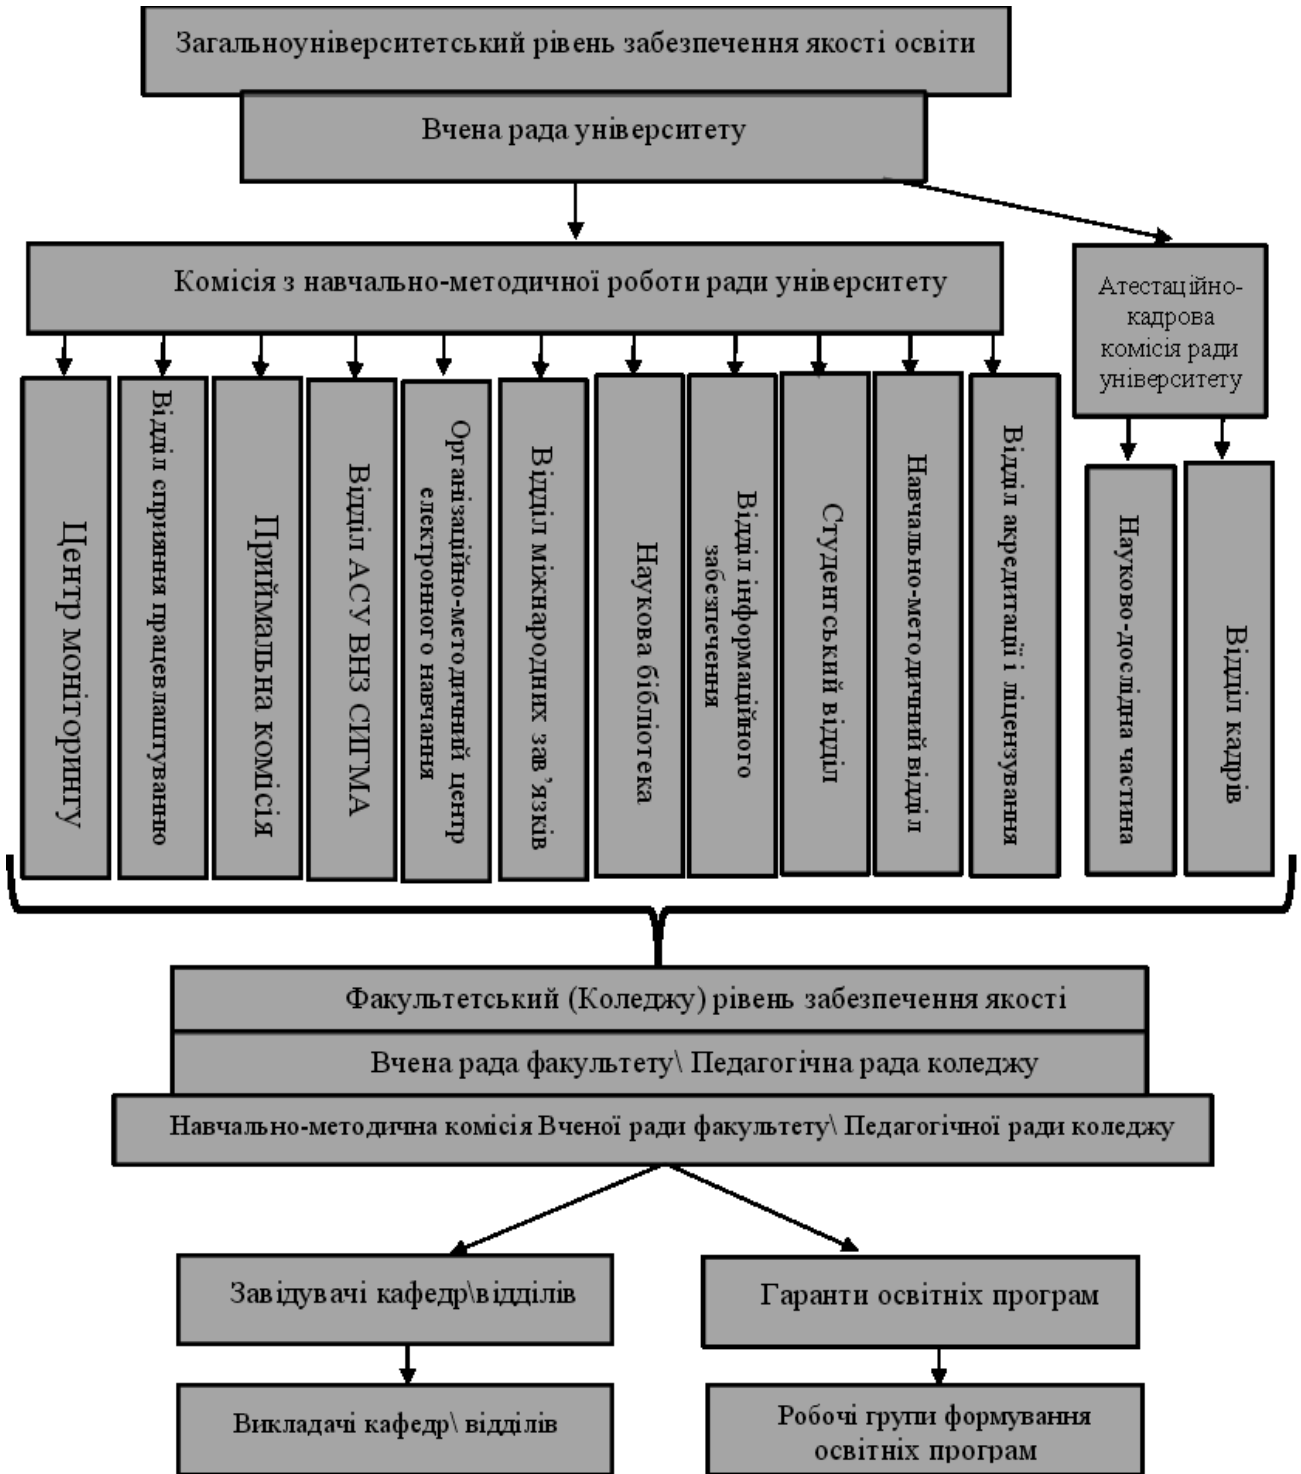 Загальноуніверситетський рівень забезпечення якості освіти
Вчена рада університету
Комісія з навчально-методичної роботи ради університету
Атестаційно-
кадрова
комісія ради
університету
Центр моніторингу
Відділ сприяння працевлаштуванню
Приймальна комісія
Відділ АСУ ВНЗ СИГМА
Організаційно-методичний центр
електронного навчання
Відділ міжнародних зав’язків
Наукова бібліотека
Відділ інформаційного
забезпечення
Студентський відділ
Навчально-методичний відділ
Відділ акредитації і ліцензування
Науково-дослідна частина
Відділ кадрів
Факультетський (Коледжу) рівень забезпечення якості
Вчена рада факультету\ Педагогічна рада коледжу
Навчально-методична комісія Вченої ради факультету\ Педагогічної ради коледжу
Завідувачі кафедр\відділів
Гаранти освітніх програм
Викладачі кафедр\ відділів
Робочі групи формування
освітніх програм